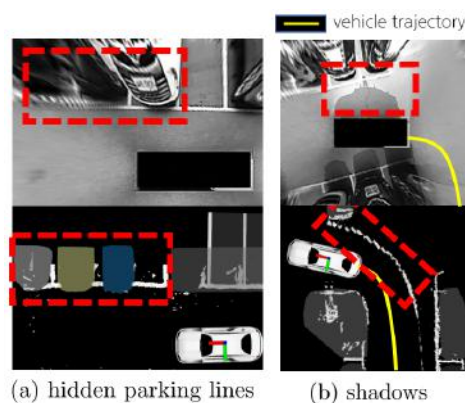 vehicle trajectory
(a) hidden parking lines
(b) shadows